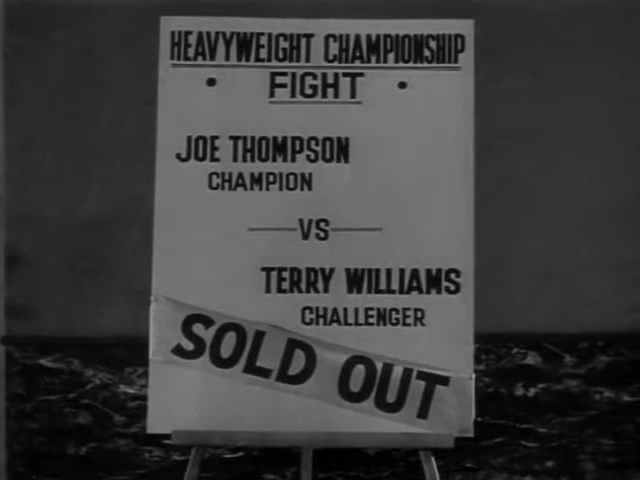 HEAVYWEIGHT CHAMPIONSHIP
• FIGHT •
JOE THOMPSON
CHAMPION
VS
TERRY WILLIAMS
CHALLENGER
SOLD OUT